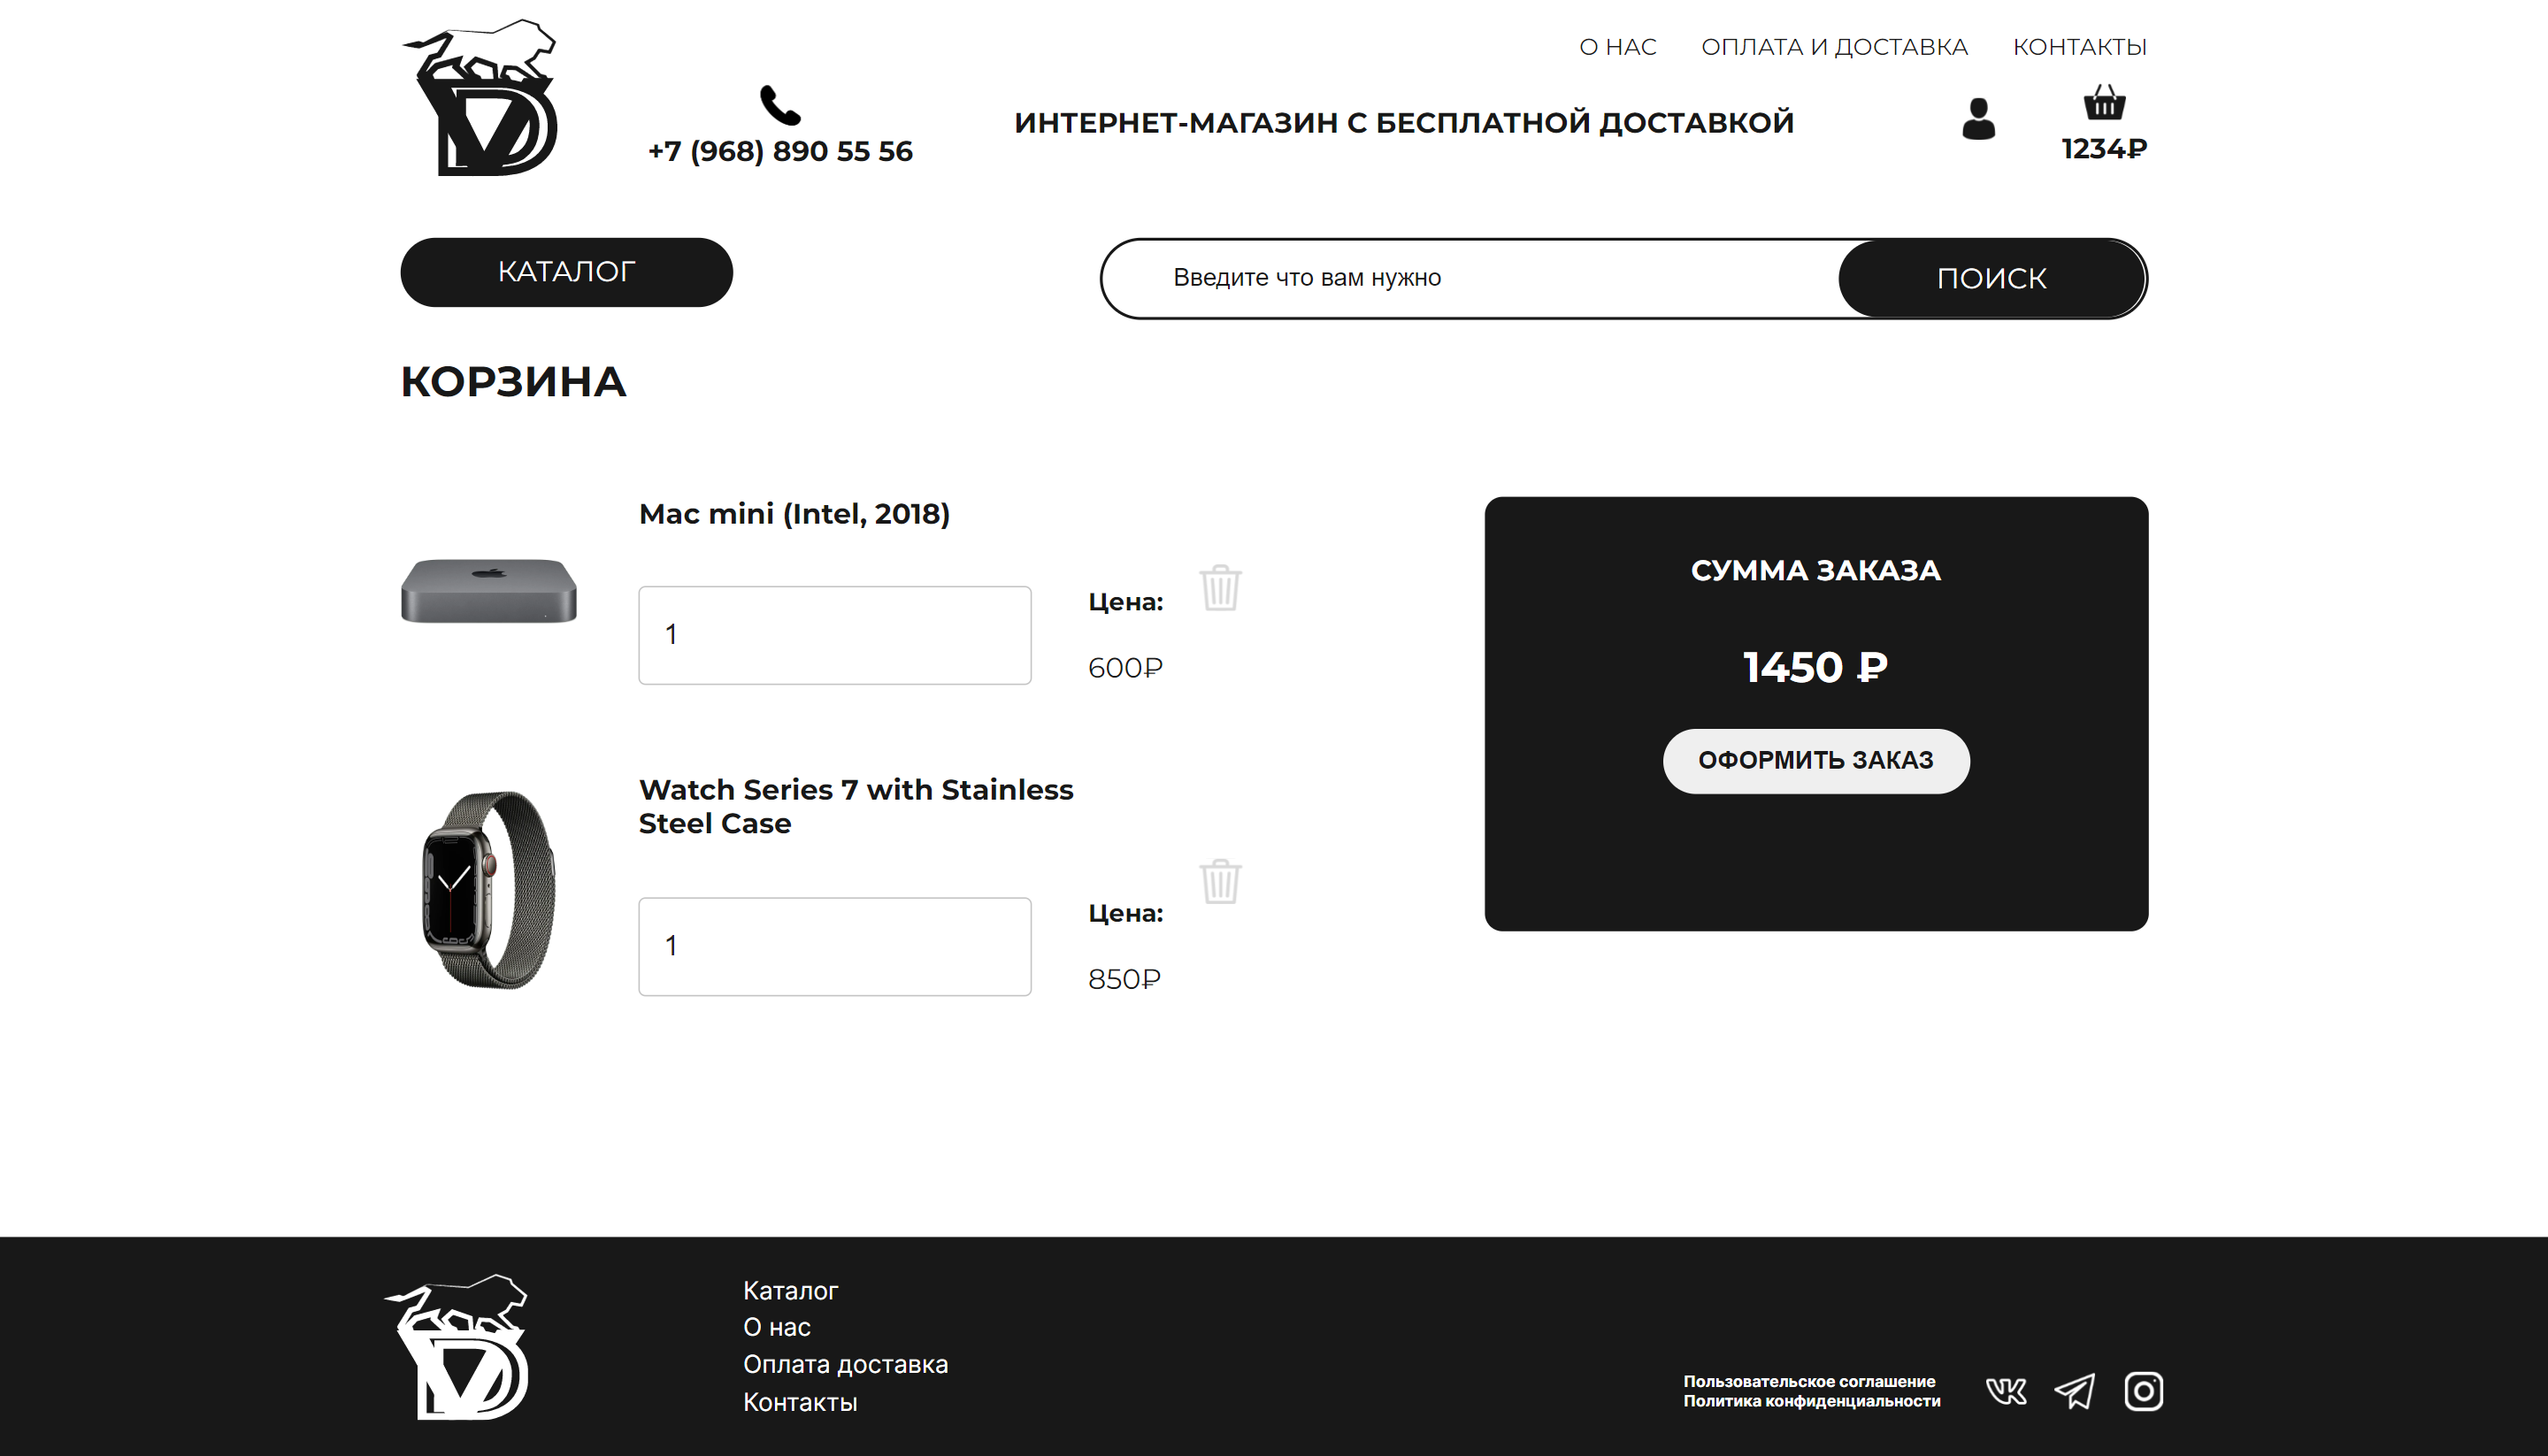 О НАС ОПЛАТА И ДОСТАВКА КОНТАКТЫ
+7 (968) 890 55 56
ИНТЕРНЕТ-МАГАЗИН С БЕСПЛАТНОЙ ДОСТАВКОЙ
1234₽
КАТАЛОГ
Введите что вам нужно
ПОИСК
КОРЗИНА
Mac mini (Intel, 2018)
1
Цена:
600₽
Watch Series 7 with Stainless
Steel Case
1
Цена:
850₽
СУММА ЗАКАЗА
1450 ₽
ОФОРМИТЬ ЗАКАЗ
Каталог
О нас
Оплата доставка
Контакты
Пользовательское соглашение
Политика конфиденциальности